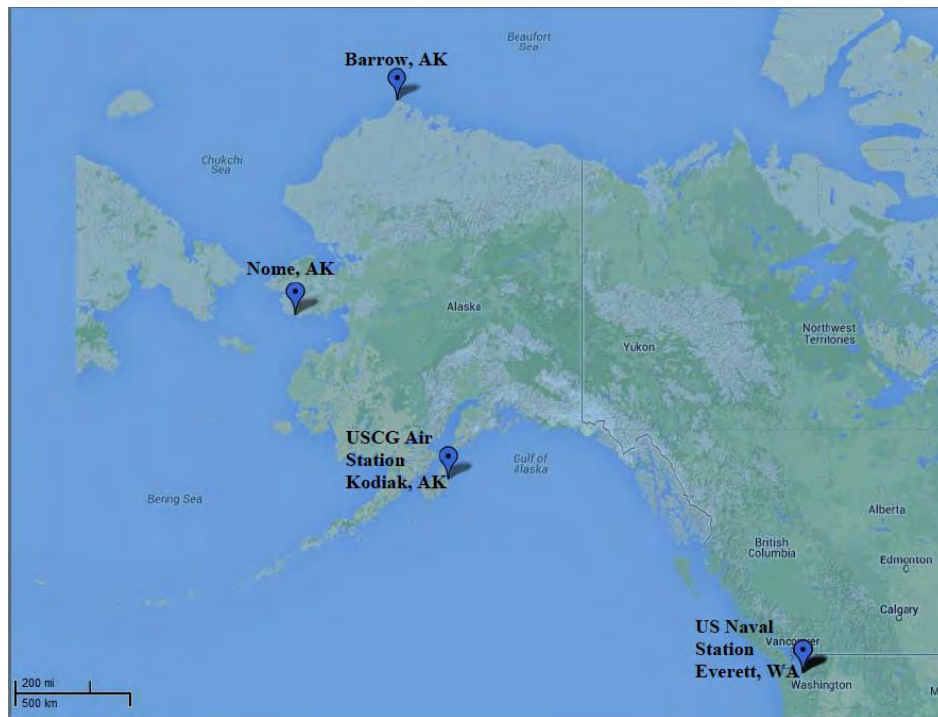 Beaufort
Sea
Barrow, AK
Chukchi
Sea
Nome, AK
Alaska
Northwest
Territories
Yukon
USCG Air
Station
Kodiak, AK
Gulf of
Alaska
Bering Sea
Alberta
British
Columbia
Edmonton
Calgary
US Naval
Station
Everett, WA
Vancouver
Washington
200 mi
500 km
M